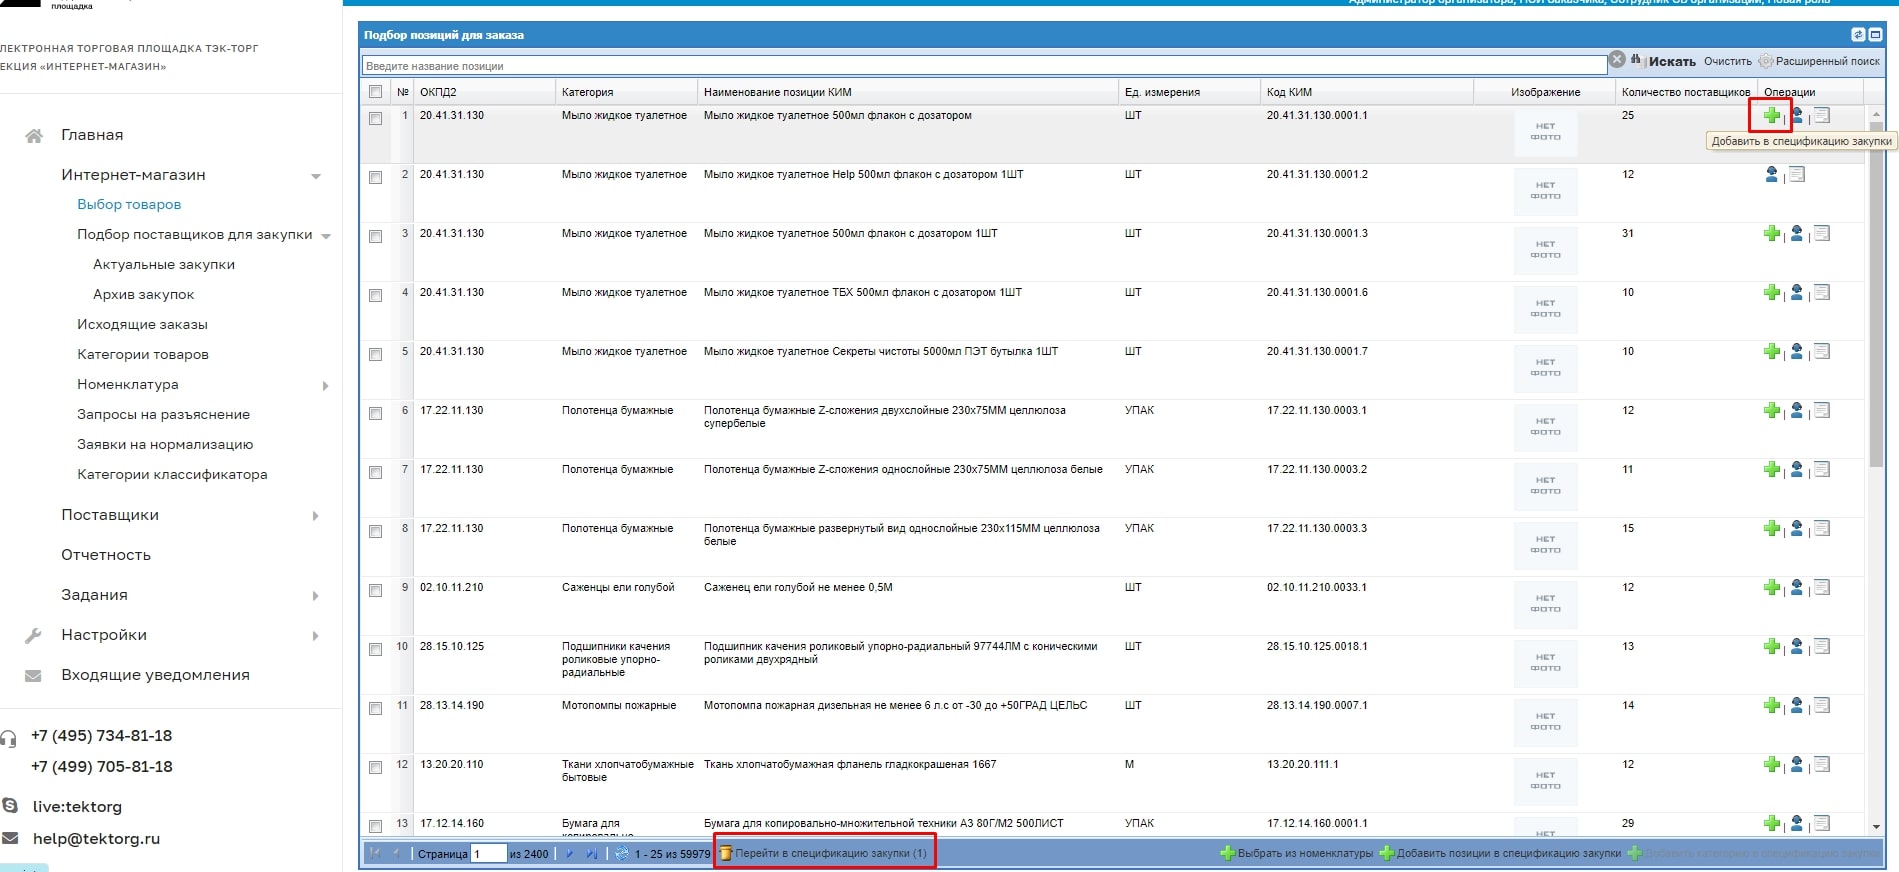 площадка
ЛЕКТРОННАЯ ТОРГОВАЯ ПЛОЩАДКА ТЭК-ТОРГ
ЕКЦИЯ «ИНТЕРНЕТ-МАГАЗИН»
Главная
Интернет-магазин
Выбор товаров
Подбор поставщиков для закупки
Актуальные закупки
Архив закупок
Исходящие заказы
Категории товаров
Номенклатура
Запросы на разъяснение
Заявки на нормализацию
Категории классификатора
Поставщики
Отчетность
Задания
Настройки
Входящие уведомления
+7 (495) 734-81-18
+7 (499) 705-81-18
live:tektorg
help@tektorg.ru
Подбор позиций для заказа
Введите название позиции Искать Очистить Расширенный поиск
№ ОКПД2 Категория Наименование позиции КИМ Ед. измерения Код КИМ Изображение Количество поставщиков Операции
1 20.41.31.130 Мыло жидкое туалетное Мыло жидкое туалетное 500мл флакон с дозатором ШТ 20.41.31.130.0001.1 НЕТ ФОТО 25
Добавить в спецификацию закупки
2 20.41.31.130 Мыло жидкое туалетное Мыло жидкое туалетное Help 500мл флакон с дозатором 1ШТ ШТ 20.41.31.130.0001.2 НЕТ ФОТО 12
3 20.41.31.130 Мыло жидкое туалетное Мыло жидкое туалетное 500мл флакон с дозатором 1ШТ ШТ 20.41.31.130.0001.3 НЕТ ФОТО 31
4 20.41.31.130 Мыло жидкое туалетное Мыло жидкое туалетное ТБХ 500мл флакон с дозатором 1ШТ ШТ 20.41.31.130.0001.6 НЕТ ФОТО 10
5 20.41.31.130 Мыло жидкое туалетное Мыло жидкое туалетное Секреты чистоты 5000мл ПЭТ бутылка 1ШТ ШТ 20.41.31.130.0001.7 НЕТ ФОТО 10
6 17.22.11.130 Полотенца бумажные Полотенца бумажные Z-сложения двухслойные 230х75ММ целлюлоза УПАК 17.22.11.130.0003.1 НЕТ ФОТО 12
супербелые
7 17.22.11.130 Полотенца бумажные Полотенца бумажные Z-сложения однослойные 230х75ММ целлюлоза белые УПАК 17.22.11.130.0003.2 НЕТ ФОТО 11
8 17.22.11.130 Полотенца бумажные Полотенца бумажные развернутый вид однослойные 230х115ММ целлюлоза УПАК 17.22.11.130.0003.3 НЕТ ФОТО 15
белые
9 02.10.11.210 Саженцы ели голубой Саженец ели голубой не менее 0,5М ШТ 02.10.11.210.0033.1 НЕТ ФОТО 12
10 28.15.10.125 Подшипники качения Подшипник качения роликовый упорно-радиальный 97744ЛМ с коническими ШТ 28.15.10.125.0018.1 НЕТ ФОТО 13
роликовые упорно- роликами двухрядный
радиальные
11 28.13.14.190 Мотопомпы пожарные Мотопомпа пожарная дизельная не менее 6 л.с от -30 до +50ГРАД ЦЕЛЬС ШТ 28.13.14.190.0007.1 НЕТ ФОТО 14
12 13.20.20.110 Ткани хлопчатобумажные Ткань хлопчатобумажная фланель гладкокрашеная 1667 М 13.20.20.111.1 НЕТ ФОТО 12
бытовые
13 17.12.14.160 Бумага для Бумага для копировально-множительной техники А3 80Г/М2 500ЛИСТ УПАК 17.12.14.160.0001.1 НЕТ 29
Страница 1 из 2400 1 - 25 из 59979 Перейти в спецификацию закупки (1) Выбрать из номенклатуры Добавить позиции в спецификацию закупки Добавить категорию в спецификацию закупки